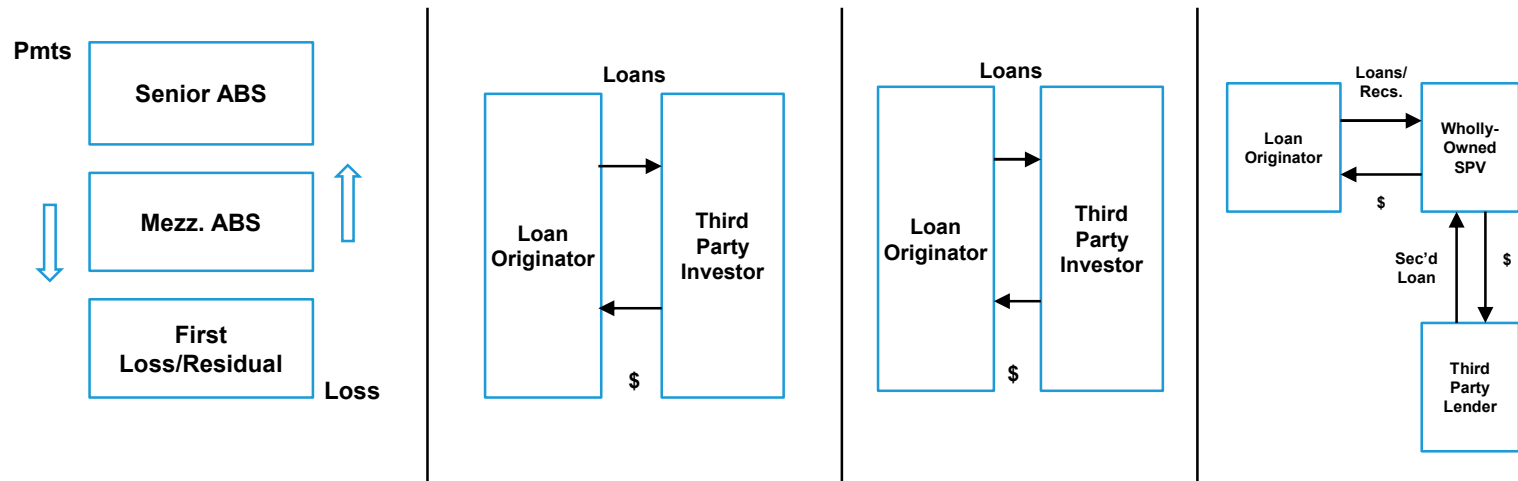 Pmts
Senior ABS
Mezz. ABS
First
Loss/Residual
Loss
Loans
Loan
Originator
Third
Party
Investor
$
Loans
Loan
Originator
Third
Party
Investor
$
Loans/
Recs.
Loan
Originator
Wholly-
Owned
SPV
$
Sec'd
Loan
$
Third
Party
Lender